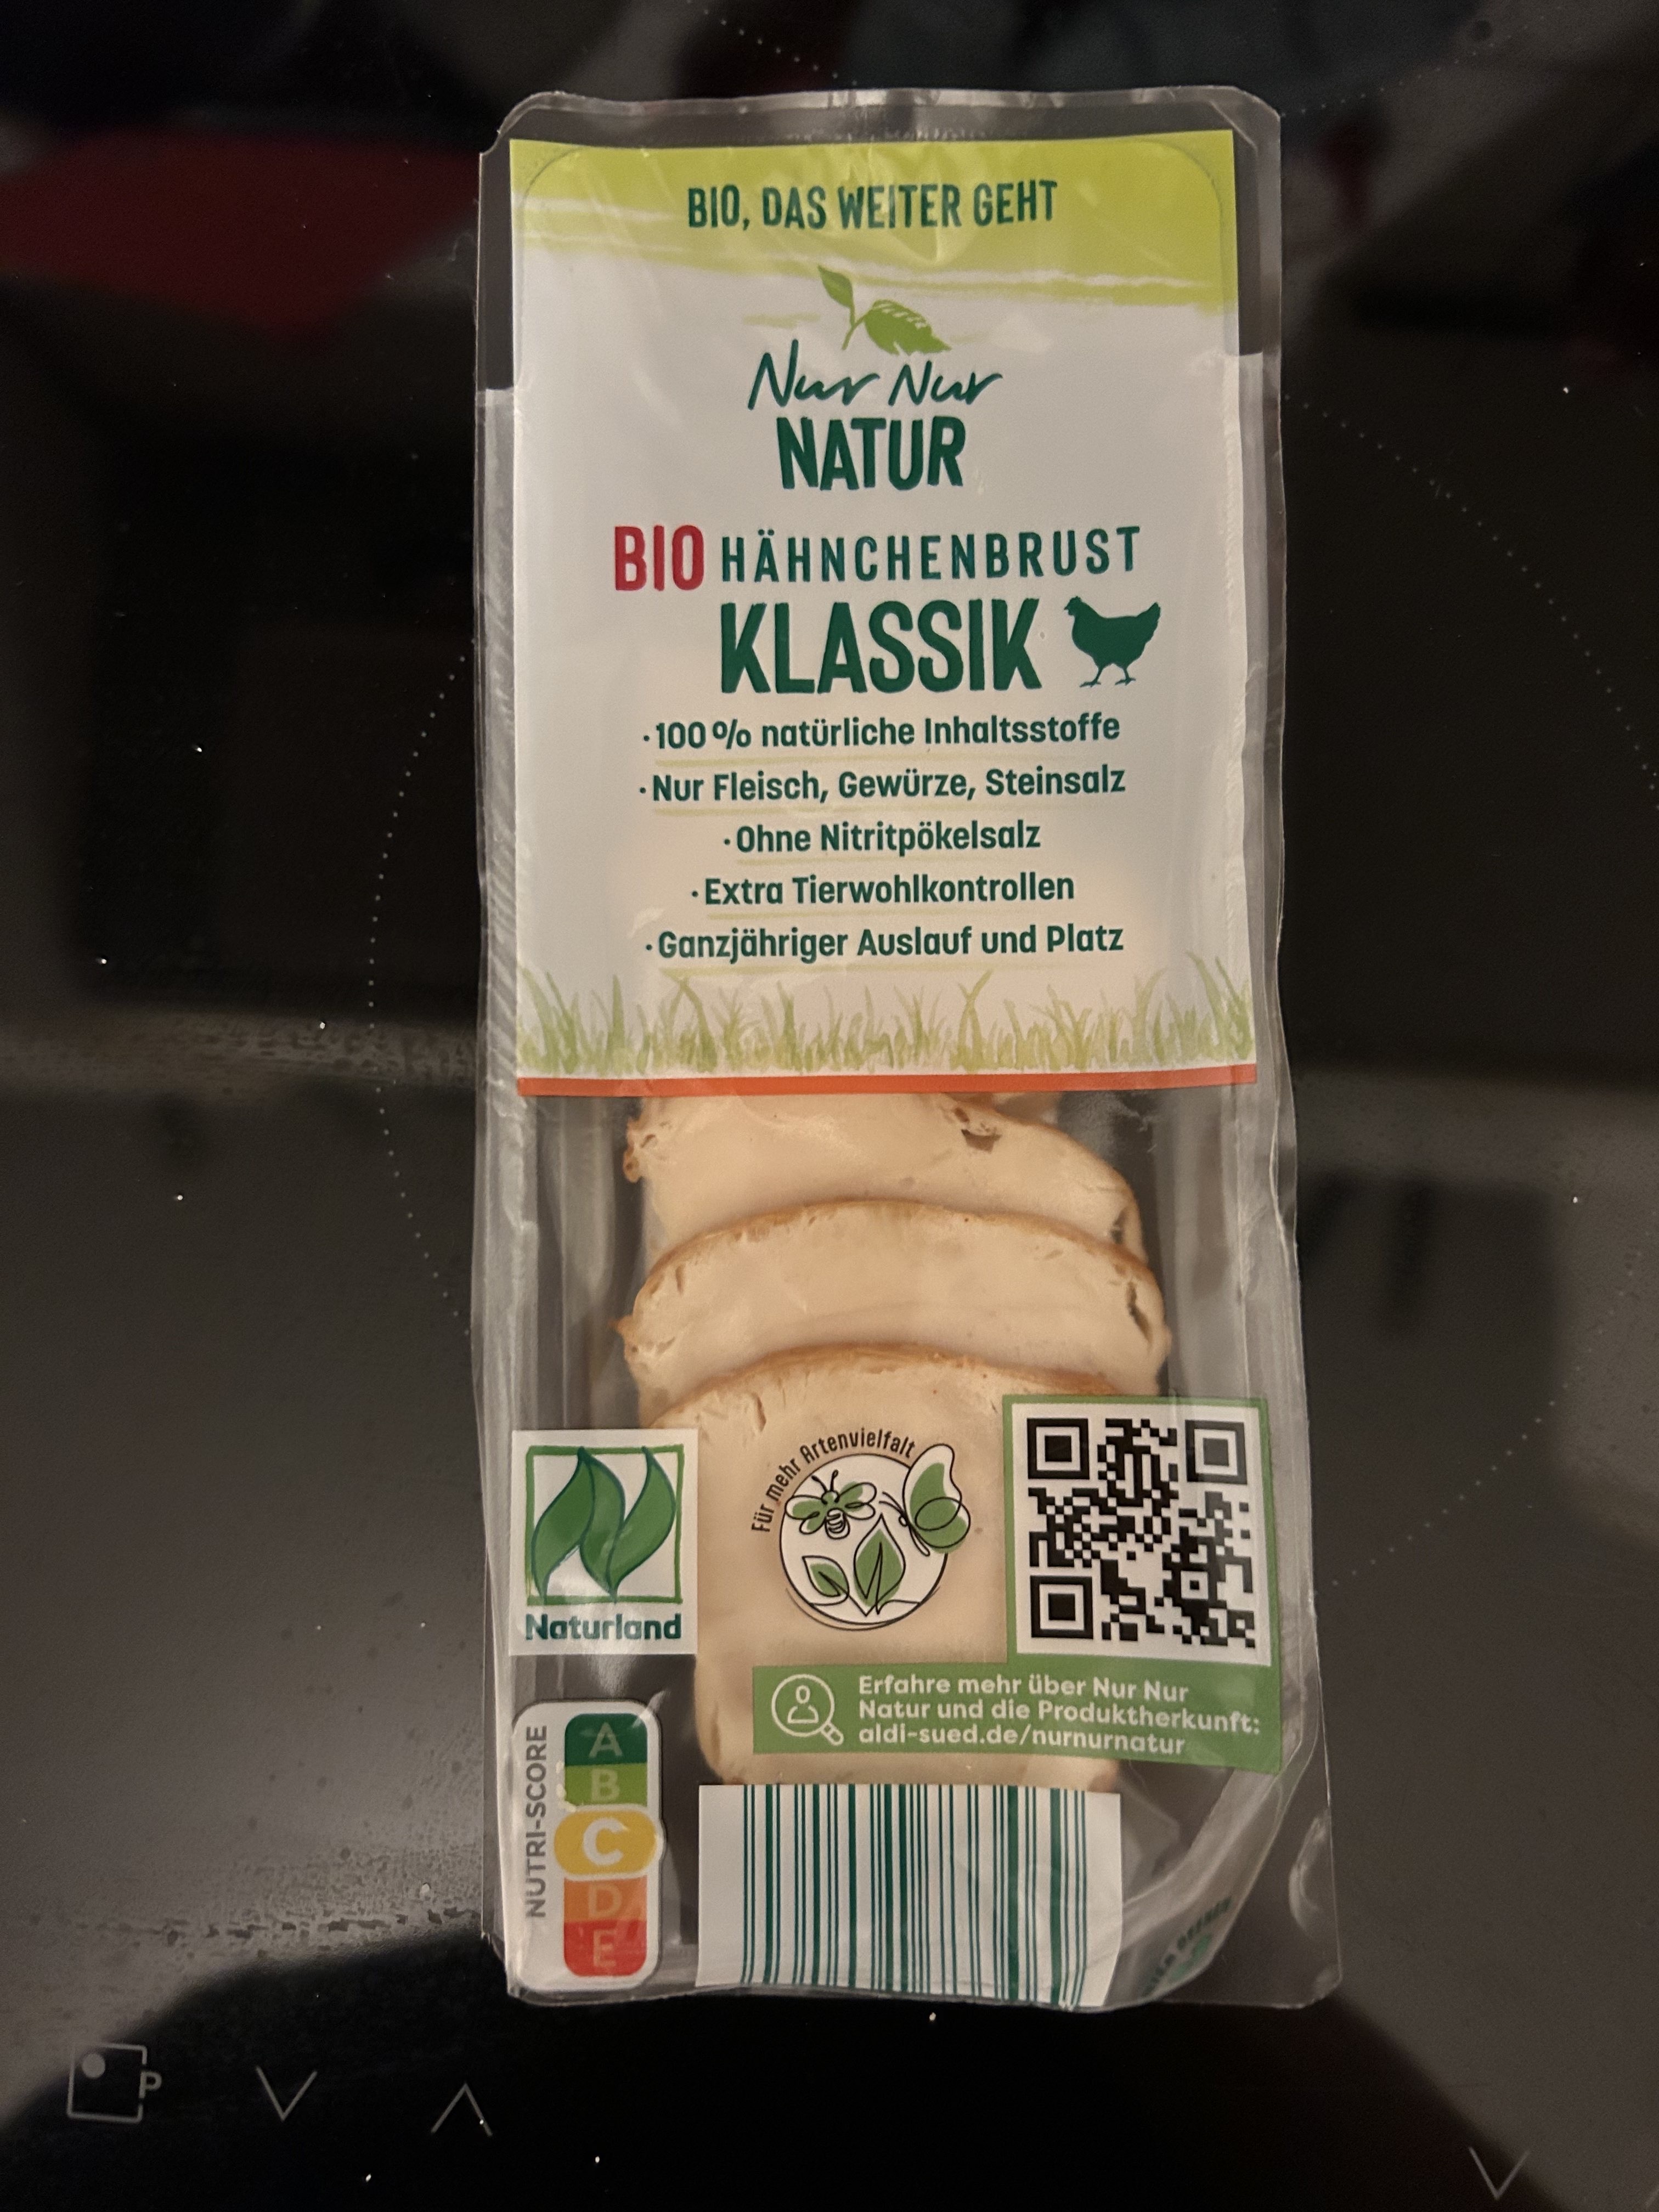 BIO, DAS WEITER GEHT
Nur Nur
NATUR
BIO HÄHNCHENBRUST
KLASSIK
· 100 % natürliche Inhaltsstoffe
· Nur Fleisch, Gewürze, Steinsalz
· Ohne Nitritpökelsalz
· Extra Tierwohlkontrollen
· Ganzjähriger Auslauf und Platz
Für mehr Artenvielfalt
Naturland
Erfahre mehr über Nur Nur
Natur und die Produktherkunft:
aldi-sued.de/nurnurnatur
NUTRI-SCORE
A
B
C
D
E
P